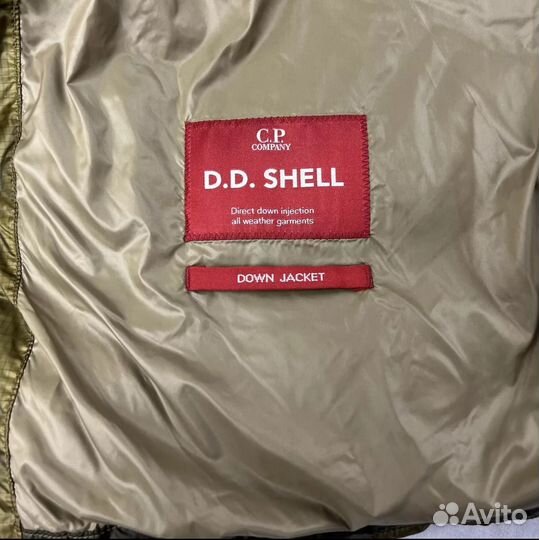 C.P.
COMPANY
D.D. SHELL
Direct down injection
all weather garments
DOWN JACKET
Avito